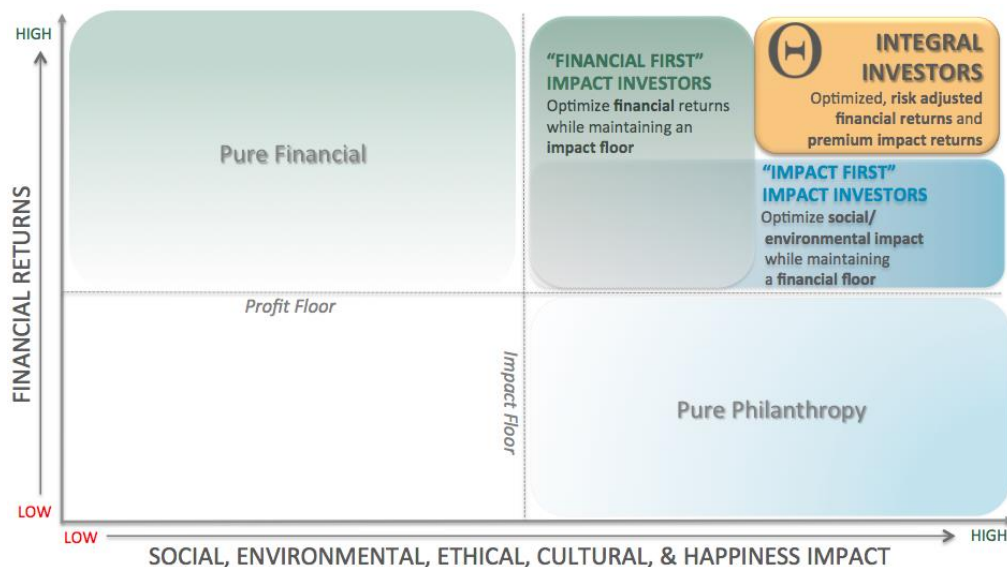 HIGH
FINANCIAL RETURNS
LOW
Pure Financial
Profit Floor
Impact Floor
“FINANCIAL FIRST”
IMPACT INVESTORS
Optimize financial returns
while maintaining an
impact floor
Θ
INTEGRAL
INVESTORS
Optimized, risk adjusted
financial returns and
premium impact returns
“IMPACT FIRST”
IMPACT INVESTORS
Optimize social/
environmental impact
while maintaining
a financial floor
Pure Philanthropy
LOW
HIGH
SOCIAL, ENVIRONMENTAL, ETHICAL, CULTURAL, & HAPPINESS IMPACT